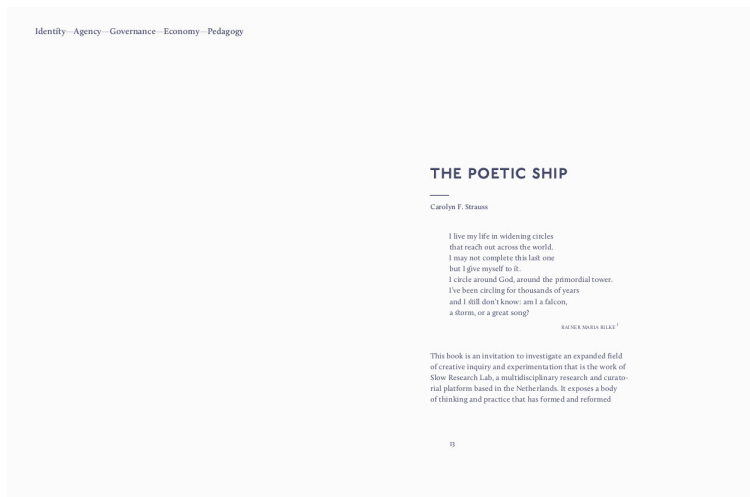 Identity—Agency—Governance—Economy—Pedagogy
THE POETIC SHIP
Carolyn F. Strauss
I live my life in widening circles
that reach out across the world.
I may not complete this last one
but I give myself to it.
I circle around God, around the primordial tower.
I've been circling for thousands of years
and I still don't know: am I a falcon,
a storm, or a great song?
RAINER MARIA RILKE 1
This book is an invitation to investigate an expanded field
of creative inquiry and experimentation that is the work of
Slow Research Lab, a multidisciplinary research and curato-
rial platform based in the Netherlands. It exposes a body
of thinking and practice that has formed and reformed
13